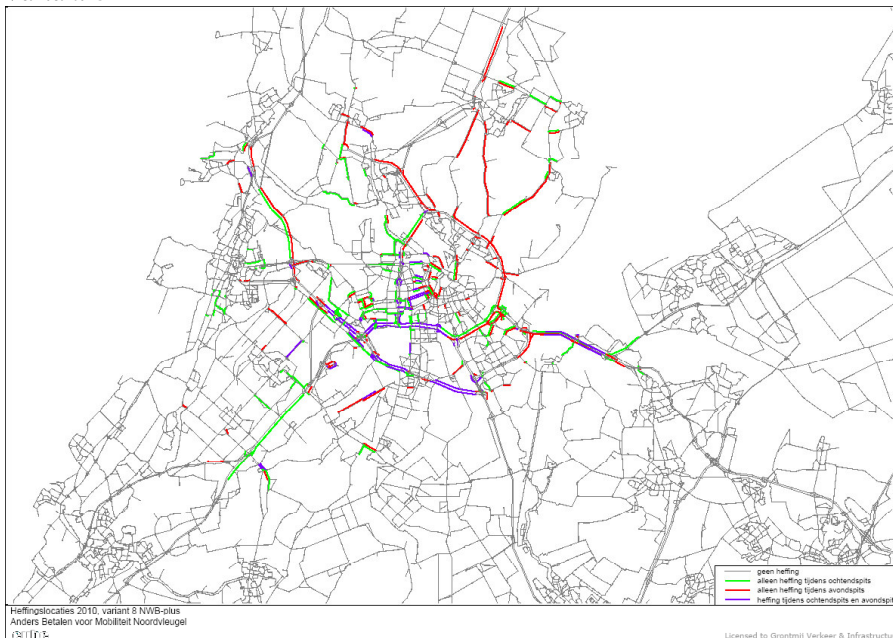 geen heffing
alleen heffing tijdens ochtendspits
alleen heffing tijdens avondspits
heffing tijdens ochtendspits en avondspits
Heffingslocaties 2010, variant 8 NWB-plus
Anders Betalen voor Mobiliteit Noordvleugel
Licensed to Grontmij Verkeer & Infrastructu